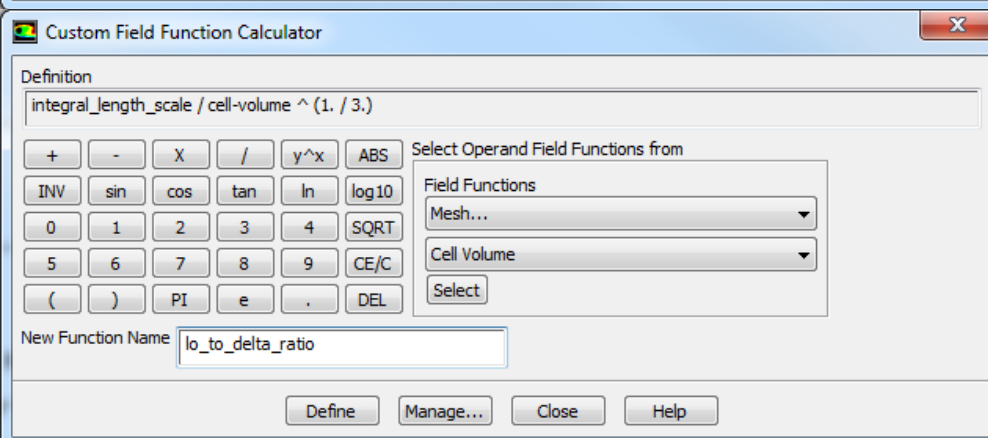 Custom Field Function Calculator
X
Definition
integral_length_scale / cell-volume ^ (1. / 3.)
+ - X / y^x ABS
INV sin cos tan ln log10
0 1 2 3 4 SQRT
5 6 7 8 9 CE/C
( ) PI e . DEL
Select Operand Field Functions from
Field Functions
Mesh...
Cell Volume
Select
New Function Name lo_to_delta_ratio
Define Manage... Close Help